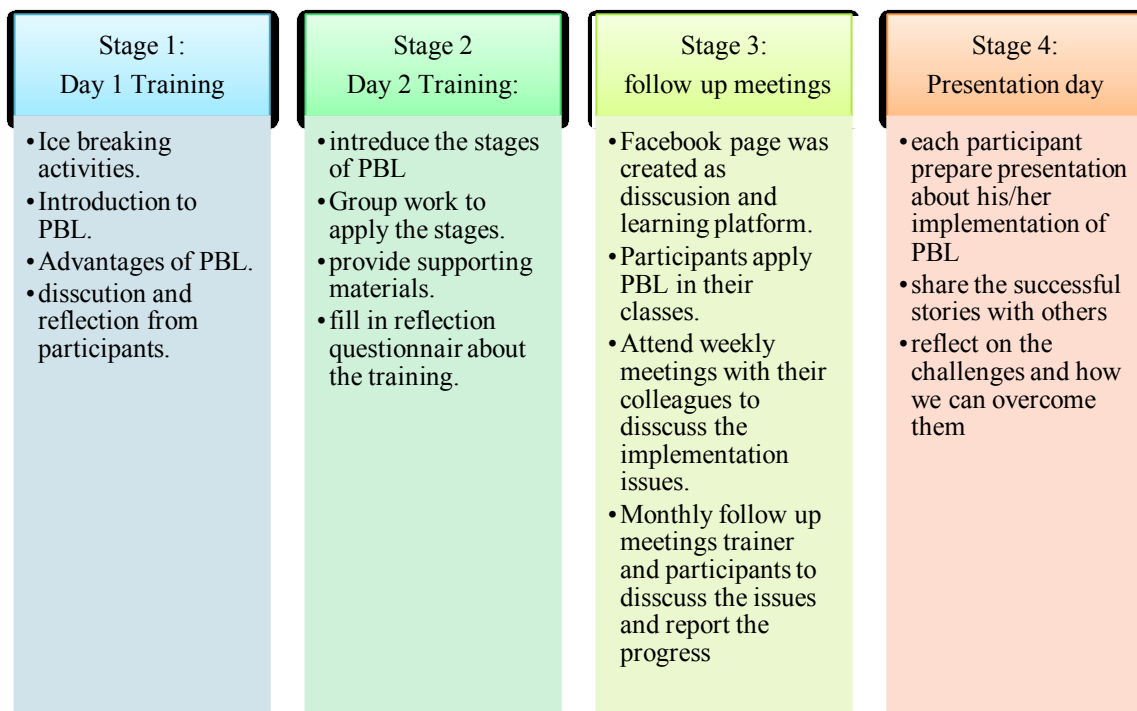 Stage 1:
Day 1 Training
• Ice breaking
activities.
• Introduction to
PBL.
• Advantages of PBL.
• disscution and
reflection from
participants.
Stage 2
Day 2 Training:
• intreduce the stages
of PBL
• Group work to
apply the stages.
• provide supporting
materials.
• fill in reflection
questionnair about
the training.
Stage 3:
follow up meetings
• Facebook page was
created as
disscusion and
learning platform.
• Participants apply
PBL in their
classes.
• Attend weekly
meetings with their
colleagues to
disscuss the
implementation
issues.
• Monthly follow up
meetings trainer
and participants to
disscuss the issues
and report the
progress
Stage 4:
Presentation day
• each participant
prepare presentation
about his/her
implementation of
PBL
• share the successful
stories with others
• reflect on the
challenges and how
we can overcome
them